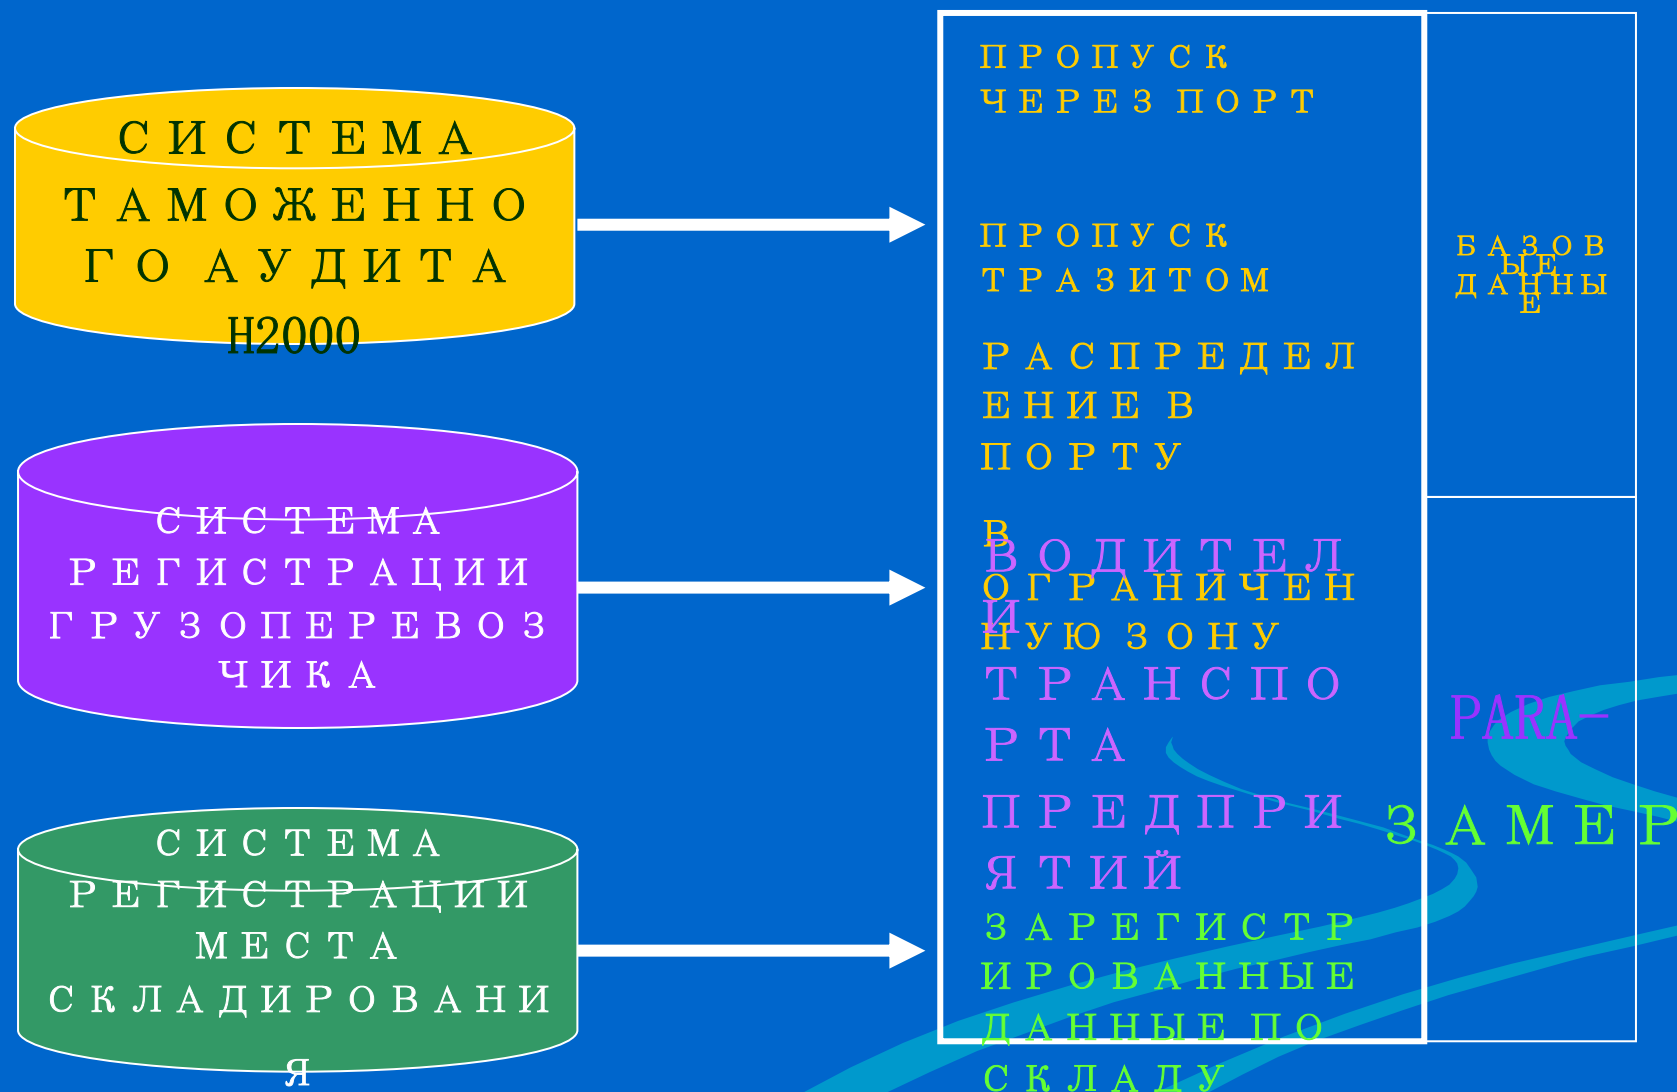 СИСТЕМА
ТАМОЖЕННО
ГО АУДИТА
H2000
СИСТЕМА
РЕГИСТРАЦИИ
ГРУЗОПЕРЕВОЗ
ЧИКА
СИСТЕМА
РЕГИСТРАЦИИ
МЕСТА
СКЛАДИРОВАНИ
Я
ПРОПУСК
ЧЕРЕЗ ПОРТ
ПРОПУСК
ТРАЗИТОМ
РАСПРЕДЕЛ
ЕНИЕ В
ПОРТУ
В
ОГРАНИЧЕН
НУЮ ЗОНУ
ВОДИТЕЛ
И
ТРАНСПО
РТА
ПРЕДПРИ
ЯТИЙ
ЗАРЕГИСТР
ИРОВАННЫЕ
ДАННЫЕ ПО
СКЛАДУ
БАЗОВ
ЫЕ
ДАННЫ
Е
PARA-
ЗАМЕР